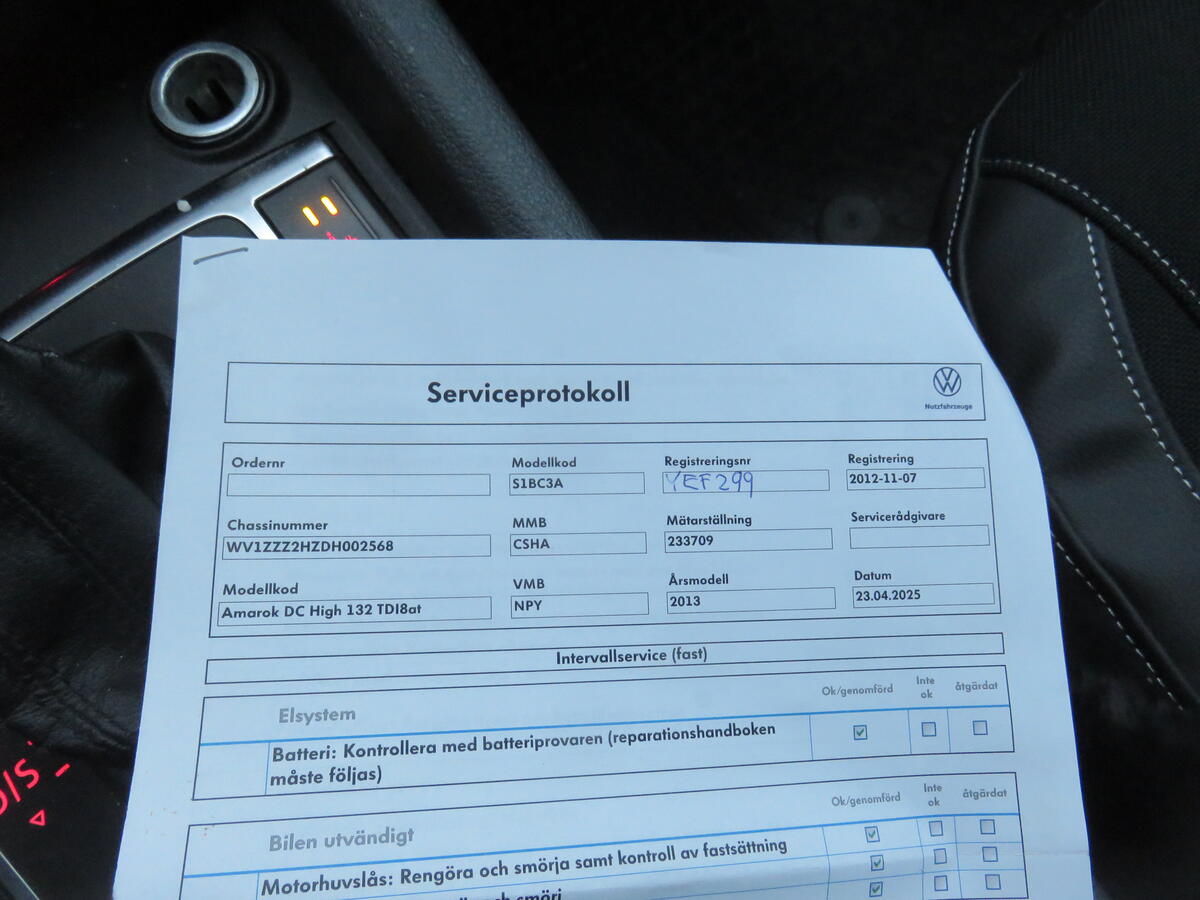 Serviceprotokoll
Nutzfahrzeuge
Ordernr
Modellkod
S1BC3A
Registreringsnr
YEF299
Registrering
2012-11-07
Chassinummer
WV1ZZZ2HZDH002568
MMB
CSHA
Mätarställning
233709
Servicerådgivare
Modellkod
Amarok DC High 132 TDI8at
VMB
NPY
Årsmodell
2013
Datum
23.04.2025
Intervallservice (fast)
Elsystem
Ok/genomförd
Inte
ok
åtgärdat
Batteri: Kontrollera med batteriprovaren (reparationshandboken
måste följas)
Bilen utvändigt
Ok/genomförd
Inte
ok
åtgärdat
Motorhuvslås: Rengöra och smörja samt kontroll av fastsättning
D/S